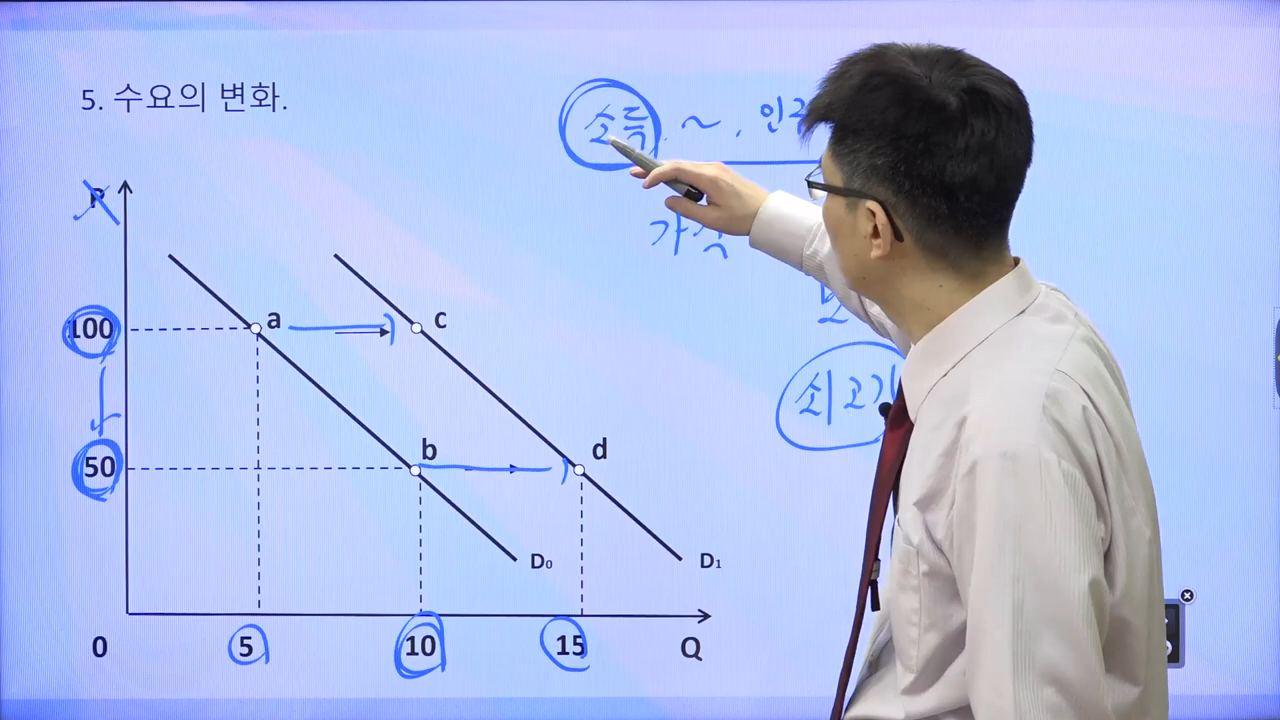 5. 수요의 변화.
소득, ~, 인구
가격
P
쇠고기
100 a c
50 b d
D₀ D₁
0 5 10 15 Q